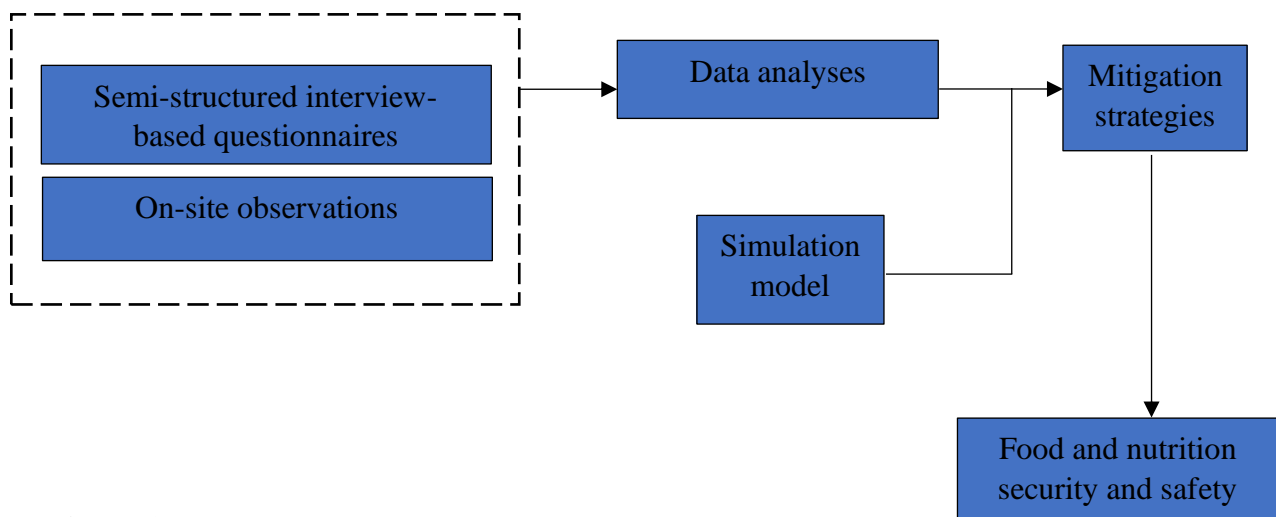 Semi-structured interview-
based questionnaires
On-site observations
Data analyses
Simulation
model
Mitigation
strategies
Food and nutrition
security and safety